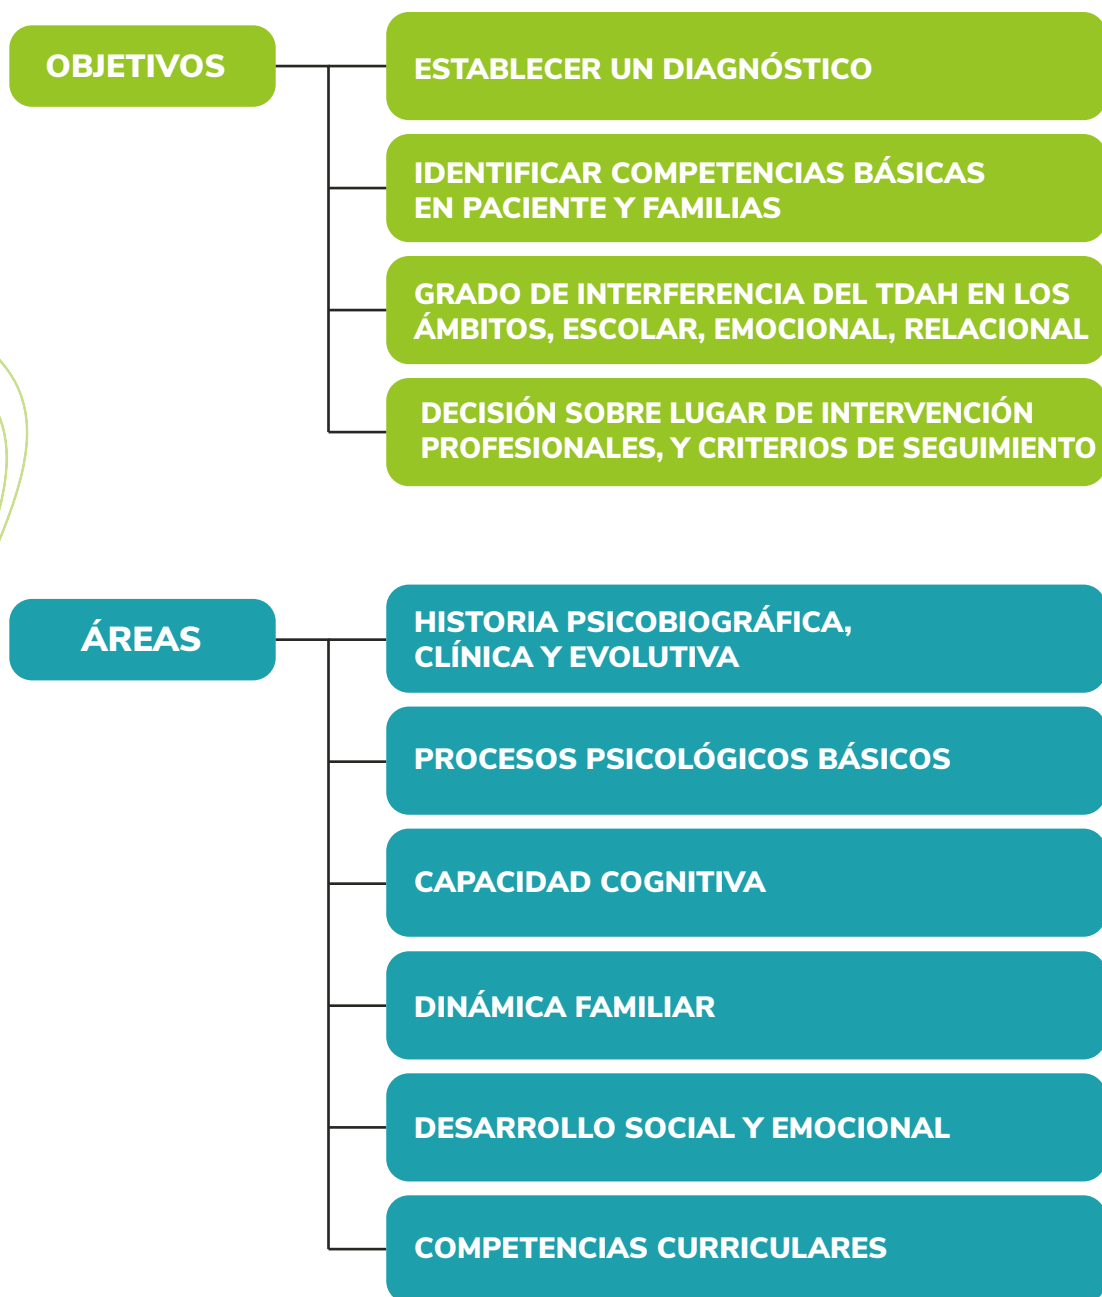 OBJETIVOS
ESTABLECER UN DIAGNÓSTICO
IDENTIFICAR COMPETENCIAS BÁSICAS
EN PACIENTE Y FAMILIAS
GRADO DE INTERFERENCIA DEL TDAH EN LOS
ÁMBITOS, ESCOLAR, EMOCIONAL, RELACIONAL
DECISIÓN SOBRE LUGAR DE INTERVENCIÓN
PROFESIONALES, Y CRITERIOS DE SEGUIMIENTO
ÁREAS
HISTORIA PSICOBIOGRÁFICA,
CLÍNICA Y EVOLUTIVA
PROCESOS PSICOLÓGICOS BÁSICOS
CAPACIDAD COGNITIVA
DINÁMICA FAMILIAR
DESARROLLO SOCIAL Y EMOCIONAL
COMPETENCIAS CURRICULARES